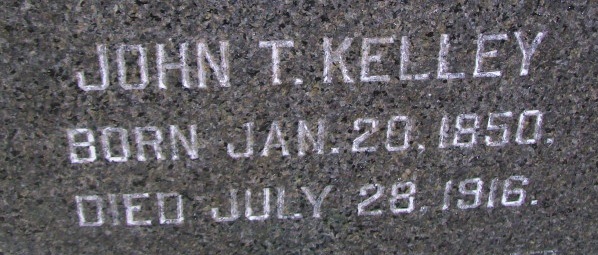 JOHN T. KELLEY
BORN JAN. 20, 1850.
DIED JULY 28, 1916.